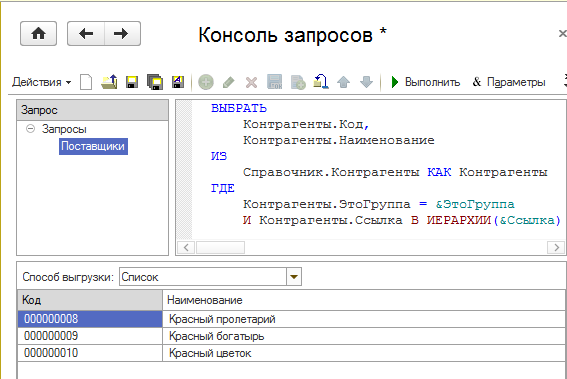 Консоль запросов *
Действия
Выполнить & Параметры
Запрос
Запросы
Поставщики
ВЫБРАТЬ
Контрагенты.Код,
Контрагенты.Наименование
ИЗ
Справочник.Контрагенты КАК Контрагенты
ГДЕ
Контрагенты.ЭтоГруппа = &ЭтоГруппа
И Контрагенты.Ссылка В ИЕРАРХИИ(&Ссылка)
Способ выгрузки: Список
Код Наименование
000000008 Красный пролетарий
000000009 Красный богатырь
000000010 Красный цветок